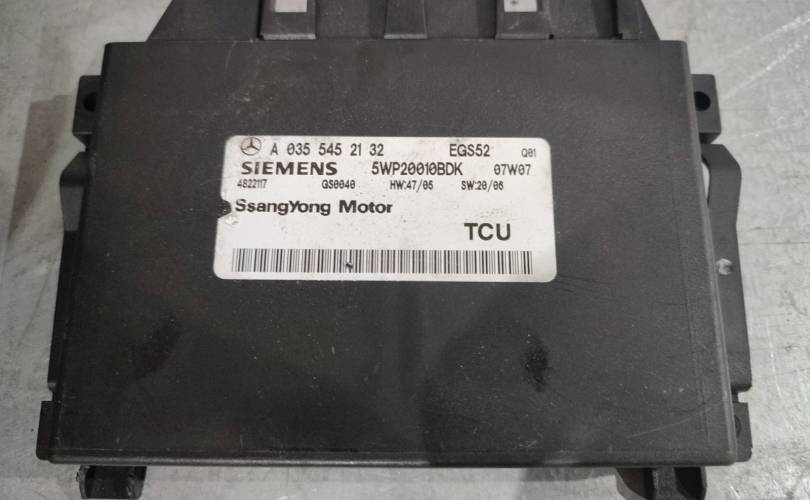 A 035 545 21 32 EGS52 Q01
SIEMENS 5WP20010BDK 07W07
4822117 GS0040 HW:47/05 SW:20/06
SsangYong Motor
TCU